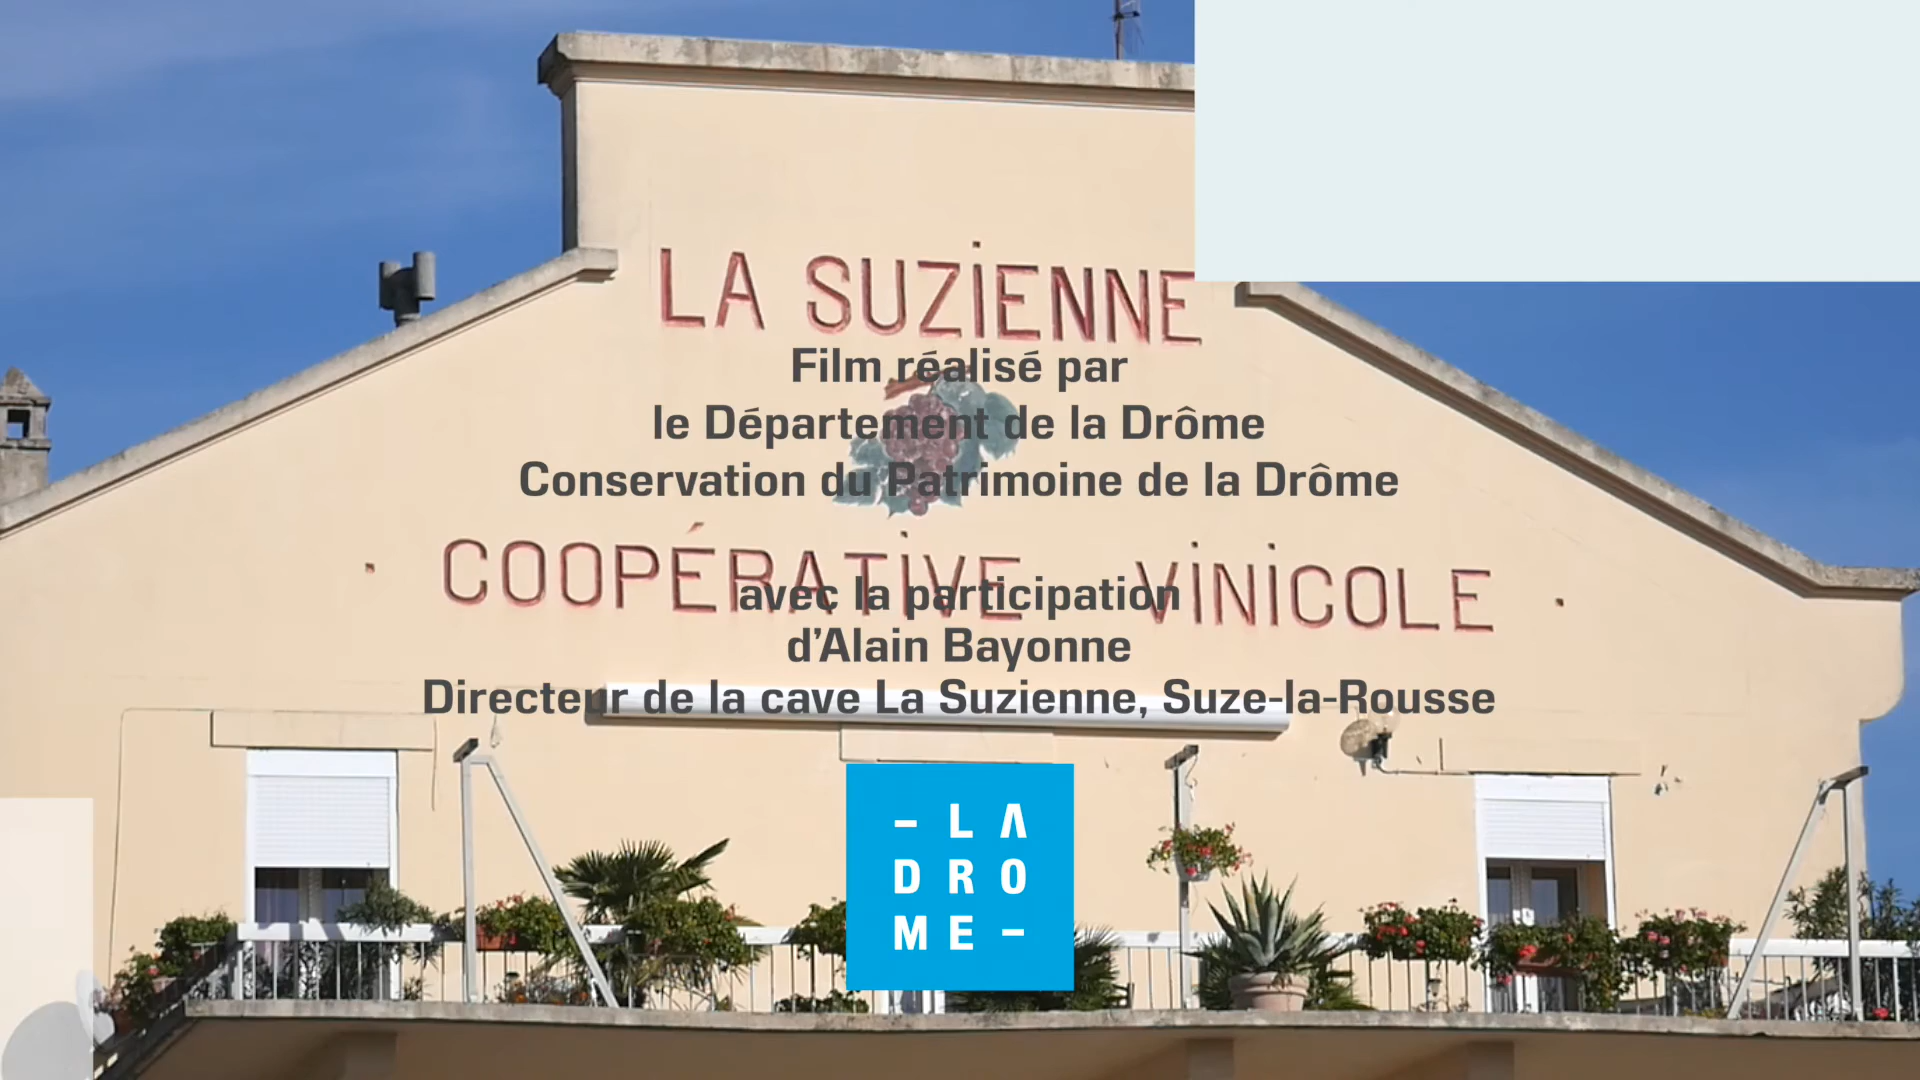 LA SUZIENNE
Film réalisé par
le Département de la Drôme
Conservation du Patrimoine de la Drôme
COOPÉRATIVE VINICOLE
avec la participation
d’Alain Bayonne
Directeur de la cave La Suzienne, Suze-la-Rousse
– L A
D R O
M E –